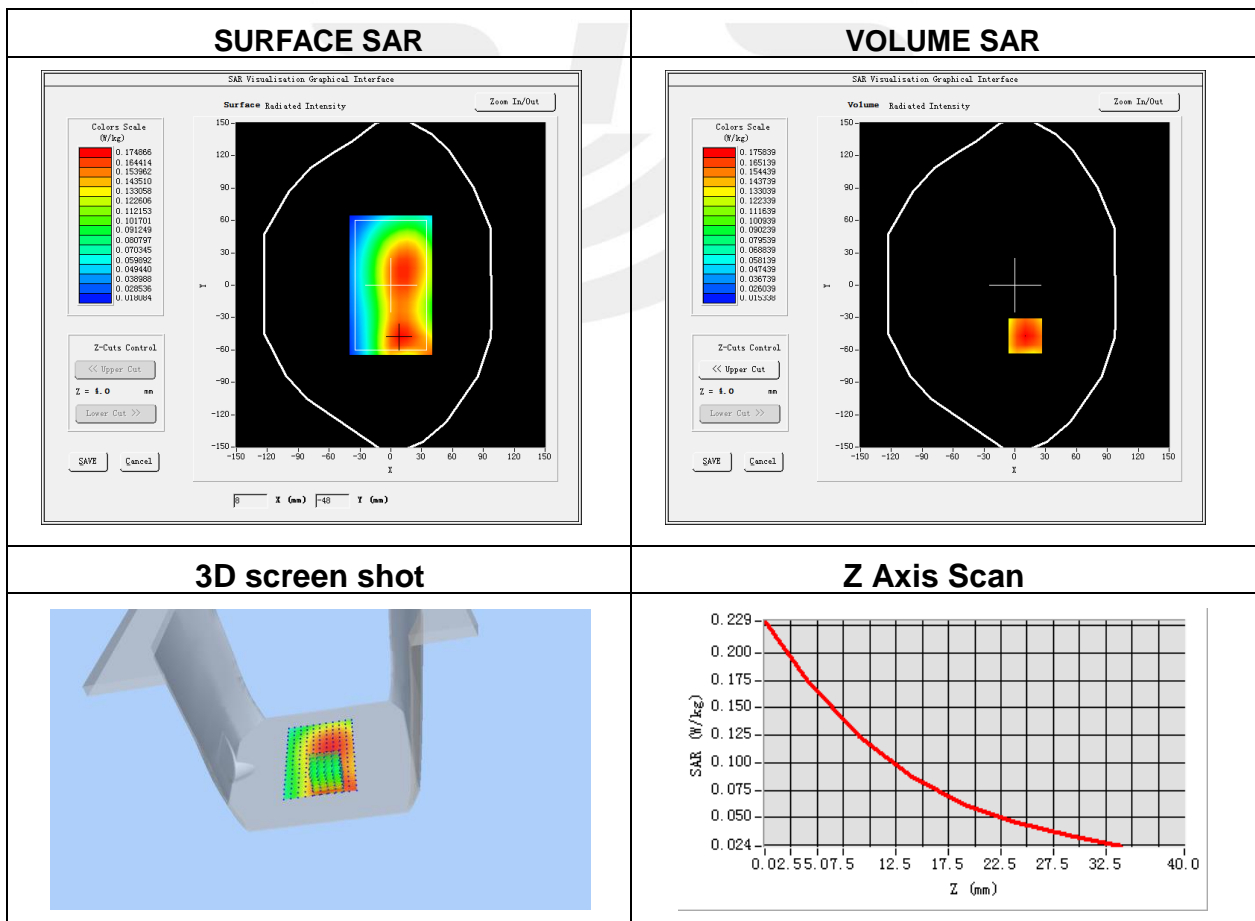 SURFACE SAR
SAR Visualisation Graphical Interface
Surface Radiated Intensity
Zoom In/Out
Colors Scale
(W/kg)
0.174866
0.164414
0.153962
0.143510
0.133058
0.122606
0.112153
0.101701
0.091249
0.080797
0.070345
0.059892
0.049440
0.038988
0.028536
0.018084
Z-Cuts Control
<< Upper Cut
Z = 4.0 mm
Lower Cut >>
SAVE Cancel
150
120
90
60
30
0
-30
-60
-90
-120
-150
Y
-150 -120 -90 -60 -30 0 30 60 90 120 150
X
8 X (mm) -48 Y (mm)
VOLUME SAR
SAR Visualisation Graphical Interface
Volume Radiated Intensity
Zoom In/Out
Colors Scale
(W/kg)
0.175839
0.165139
0.154439
0.143739
0.133039
0.122339
0.111639
0.100939
0.090239
0.079539
0.068839
0.058139
0.047439
0.036739
0.026039
0.015338
Z-Cuts Control
<< Upper Cut
Z = 4.0 mm
Lower Cut >>
SAVE Cancel
150
120
90
60
30
0
-30
-60
-90
-120
-150
Y
-150 -120 -90 -60 -30 0 30 60 90 120 150
X
3D screen shot
Z Axis Scan
0.229
0.200
0.175
0.150
0.125
0.100
0.075
0.050
0.024
SAR (W/kg)
0.0 2.5 5.0 7.5 12.5 17.5 22.5 27.5 32.5 40.0
Z (mm)